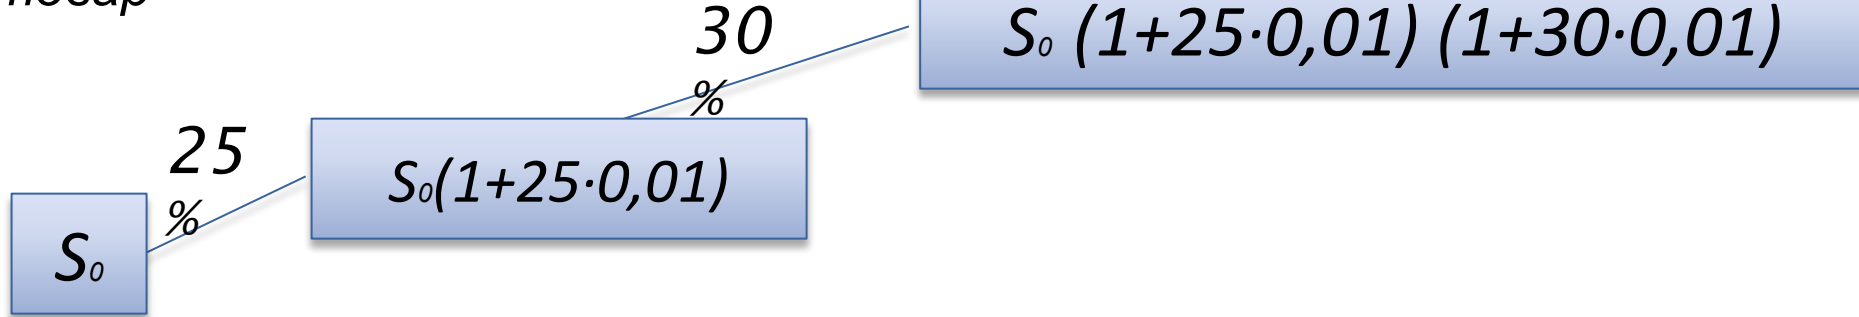 30
%
S₀ (1+25·0,01) (1+30·0,01)
25
%
S₀(1+25·0,01)
S₀